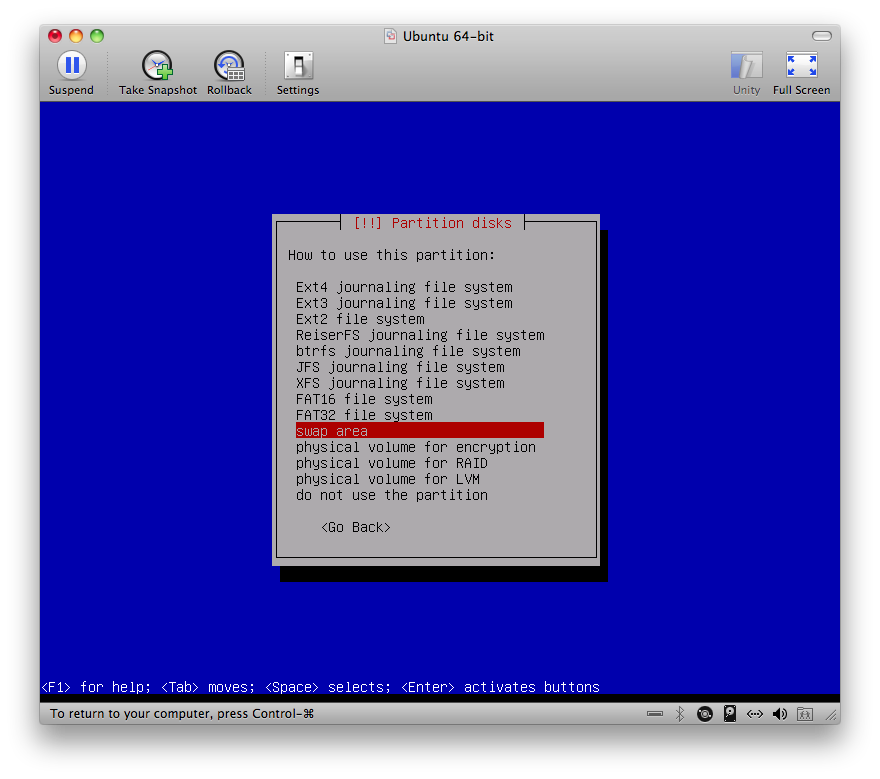 Ubuntu 64-bit
Suspend
Take Snapshot
Rollback
Settings
Unity
Full Screen
[!!] Partition disks
How to use this partition:
Ext4 journaling file system
Ext3 journaling file system
Ext2 file system
ReiserFS journaling file system
btrfs journaling file system
JFS journaling file system
XFS journaling file system
FAT16 file system
FAT32 file system
swap area
physical volume for encryption
physical volume for RAID
physical volume for LVM
do not use the partition
<Go Back>
<F1> for help; <Tab> moves; <Space> selects; <Enter> activates buttons
To return to your computer, press Control-⌘